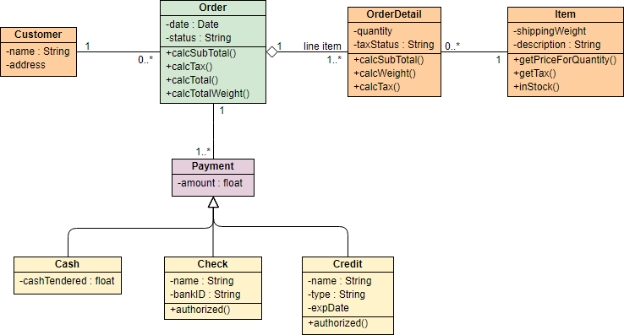 Customer
-name : String
-address
1
0..*
Order
-date : Date
-status : String
+calcSubTotal()
+calcTax()
+calcTotal()
+calcTotalWeight()
1
line item
1..*
OrderDetail
-quantity
-taxStatus : String
+calcSubTotal()
+calcWeight()
+calcTax()
0..*
1
Item
-shippingWeight
-description : String
+getPriceForQuantity()
+getTax()
+inStock()
1
1..*
Payment
-amount : float
Cash
-cashTendered : float
Check
-name : String
-bankID : String
+authorized()
Credit
-name : String
-type : String
-expDate
+authorized()